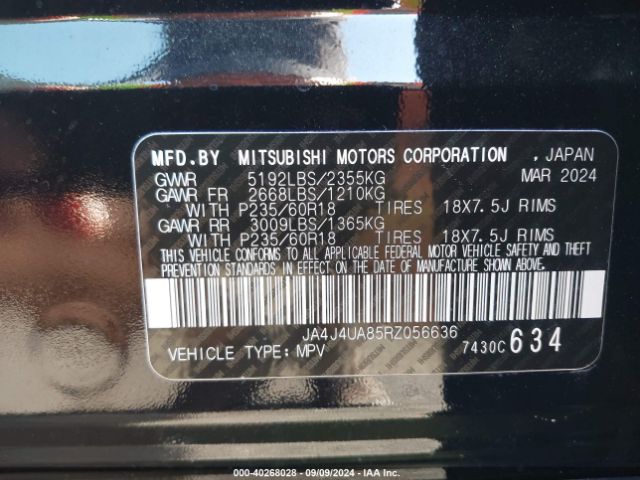 MFD.BY MITSUBISHI MOTORS CORPORATION , JAPAN
GVWR 5192LBS/2355KG MAR 2024
GAWR FR 2668LBS/1210KG
WITH P235/60R18 TIRES 18X7.5J RIMS
GAWR RR 3009LBS/1365KG
WITH P235/60R18 TIRES 18X7.5J RIMS
THIS VEHICLE CONFORMS TO ALL APPLICABLE FEDERAL MOTOR VEHICLE SAFETY AND THEFT
PREVENTION STANDARDS IN EFFECT ON THE DATE OF MANUFACTURE SHOWN ABOVE.
JA4J4UA85RZ056636
VEHICLE TYPE:MPV 7430C 634
000-40268028 - 09/09/2024 - IAA Inc.